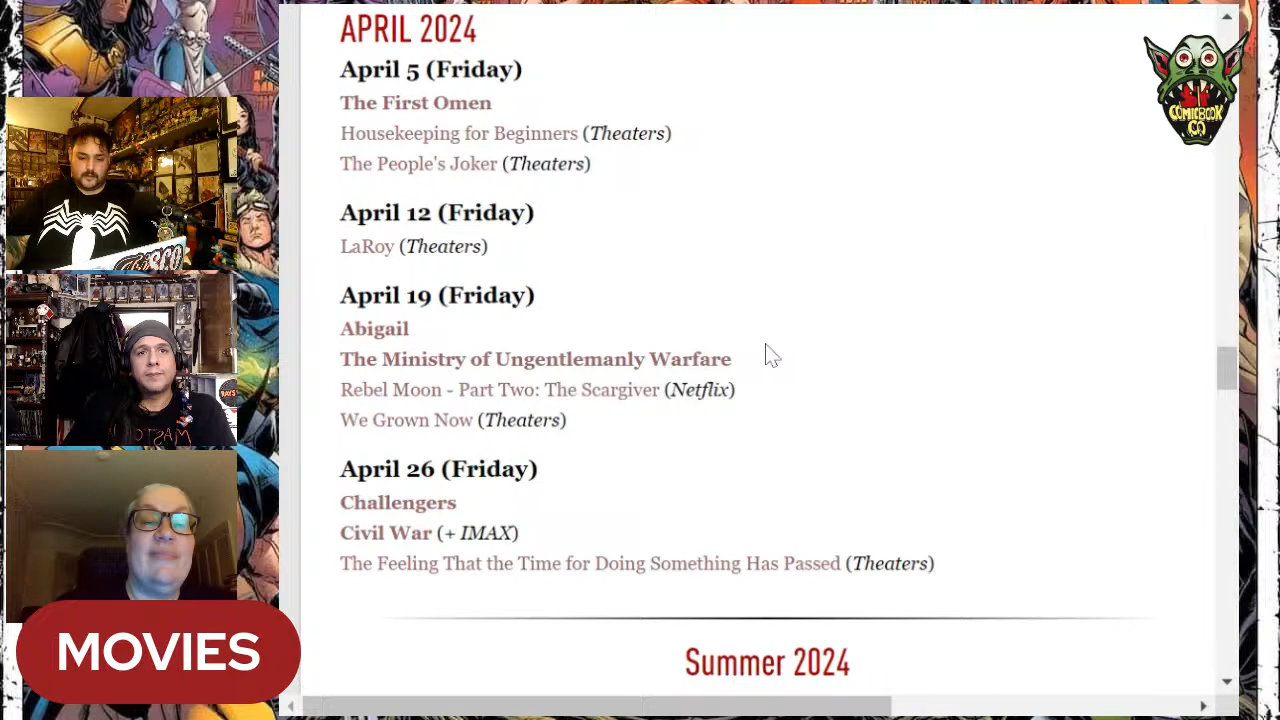 APRIL 2024
April 5 (Friday)
The First Omen
Housekeeping for Beginners (Theaters)
The People's Joker (Theaters)
April 12 (Friday)
LaRoy (Theaters)
April 19 (Friday)
Abigail
The Ministry of Ungentlemanly Warfare
Rebel Moon - Part Two: The Scargiver (Netflix)
We Grown Now (Theaters)
April 26 (Friday)
Challengers
Civil War (+ IMAX)
The Feeling That the Time for Doing Something Has Passed (Theaters)
Summer 2024
MOVIES
SF
COMICBOOK
CO